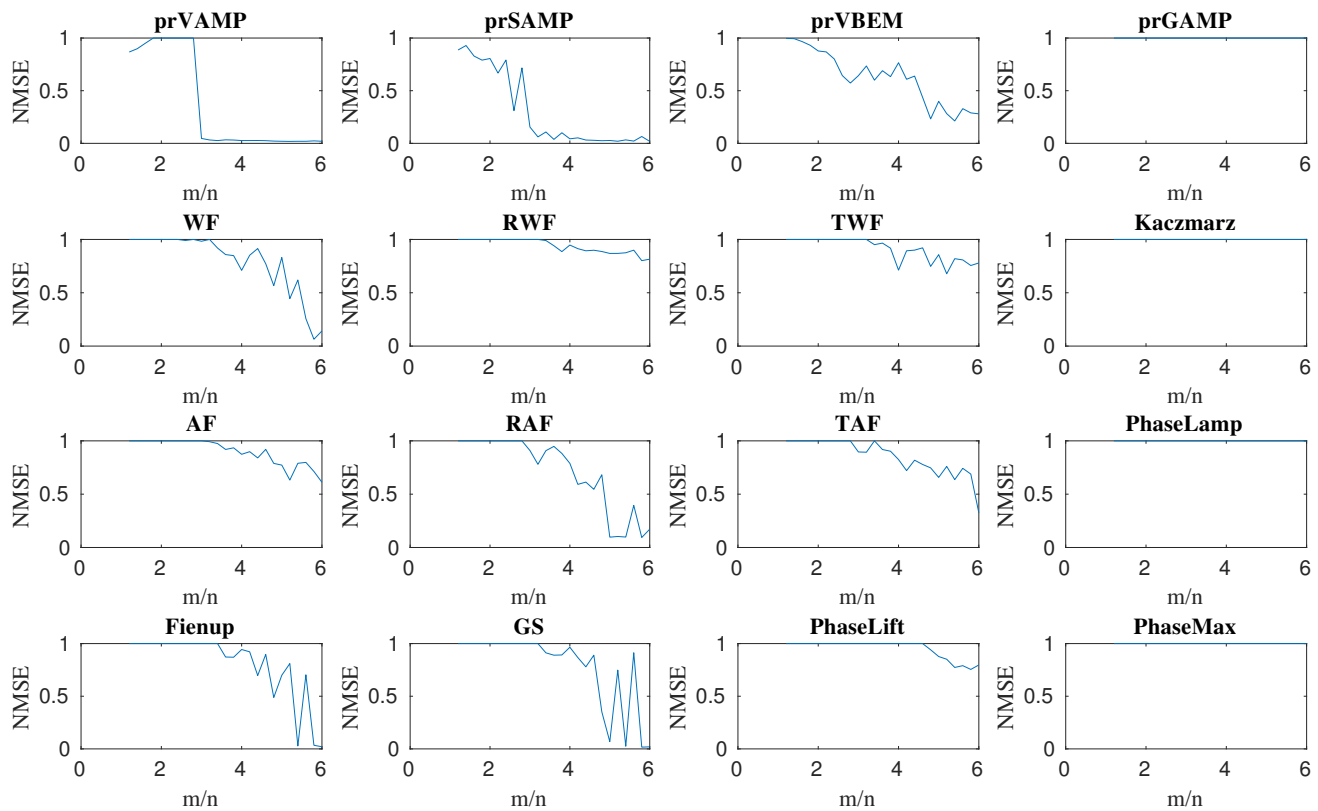 prVAMP prSAMP prVBEM prGAMP
1 1 1 1
NMSE NMSE NMSE NMSE
0.5 0.5 0.5 0.5
0 0 0 0
0 2 4 6 0 2 4 6 0 2 4 6 0 2 4 6
m/n m/n m/n m/n
WF RWF TWF Kaczmarz
1 1 1 1
NMSE NMSE NMSE NMSE
0.5 0.5 0.5 0.5
0 0 0 0
0 2 4 6 0 2 4 6 0 2 4 6 0 2 4 6
m/n m/n m/n m/n
AF RAF TAF PhaseLamp
1 1 1 1
NMSE NMSE NMSE NMSE
0.5 0.5 0.5 0.5
0 0 0 0
0 2 4 6 0 2 4 6 0 2 4 6 0 2 4 6
m/n m/n m/n m/n
Fienup GS PhaseLift PhaseMax
1 1 1 1
NMSE NMSE NMSE NMSE
0.5 0.5 0.5 0.5
0 0 0 0
0 2 4 6 0 2 4 6 0 2 4 6 0 2 4 6
m/n m/n m/n m/n